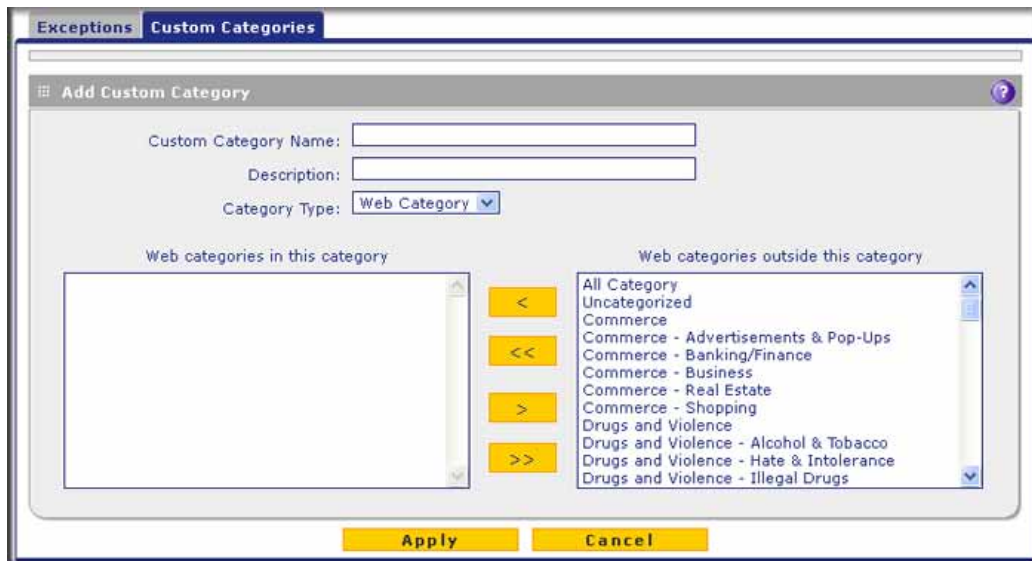 Exceptions
Custom Categories
Add Custom Category
?
Custom Category Name:
Description:
Category Type: Web Category
Web categories in this category
Web categories outside this category
<
<<
>
>>
All Category
Uncategorized
Commerce
Commerce - Advertisements & Pop-Ups
Commerce - Banking/Finance
Commerce - Business
Commerce - Real Estate
Commerce - Shopping
Drugs and Violence
Drugs and Violence - Alcohol & Tobacco
Drugs and Violence - Hate & Intolerance
Drugs and Violence - Illegal Drugs
Apply
Cancel